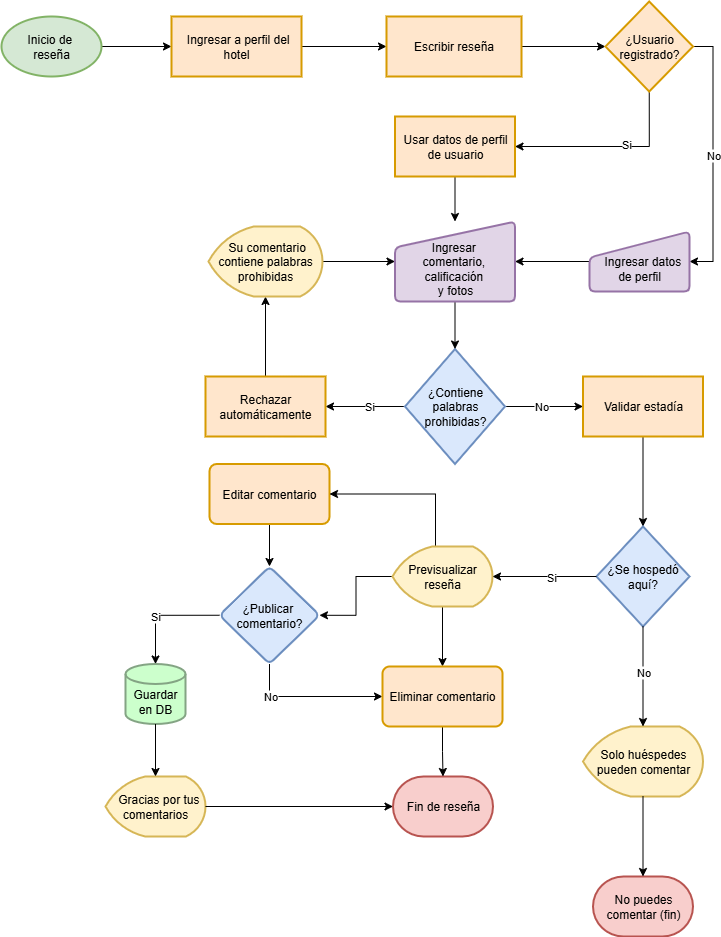 Inicio de
reseña
Ingresar a perfil del
hotel
Escribir reseña
¿Usuario
registrado?
Usar datos de perfil
de usuario
Si
No
Su comentario
contiene palabras
prohibidas
Ingresar
comentario,
calificación
y fotos
Ingresar datos
de perfil
Rechazar
automáticamente
Si
¿Contiene
palabras
prohibidas?
No
Validar estadía
Editar comentario
Previsualizar
reseña
Si
¿Se hospedó
aquí?
¿Publicar
comentario?
Si
No
No
Guardar
en DB
Eliminar comentario
Solo huéspedes
pueden comentar
Gracias por tus
comentarios
Fin de reseña
No puedes
comentar (fin)